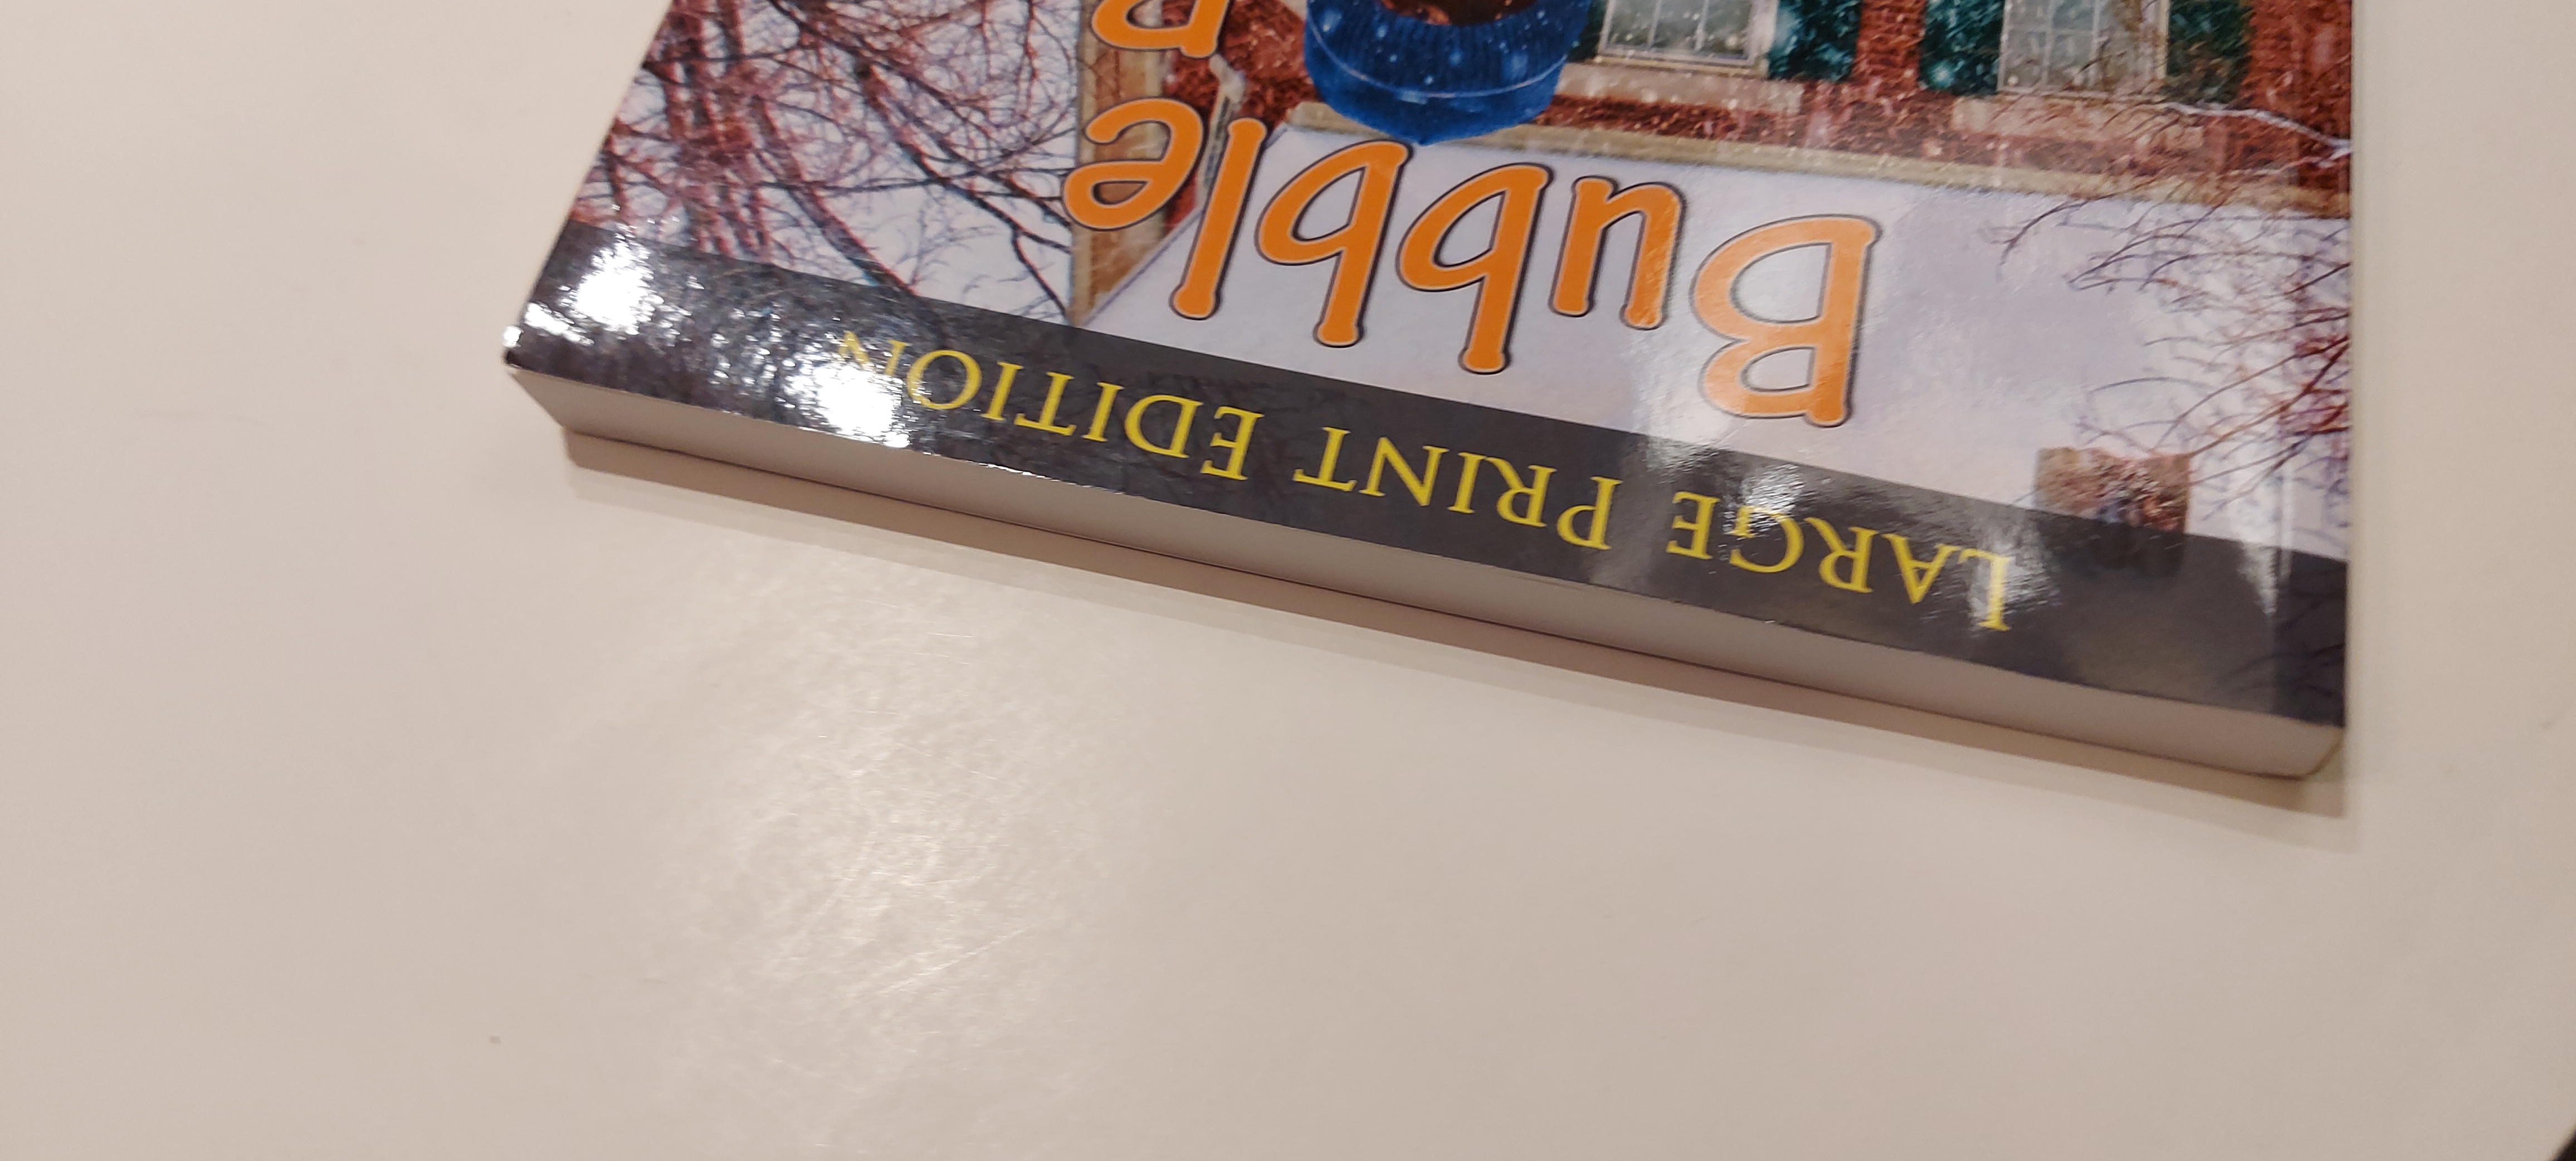 Bubble
LARGE PRINT EDITION